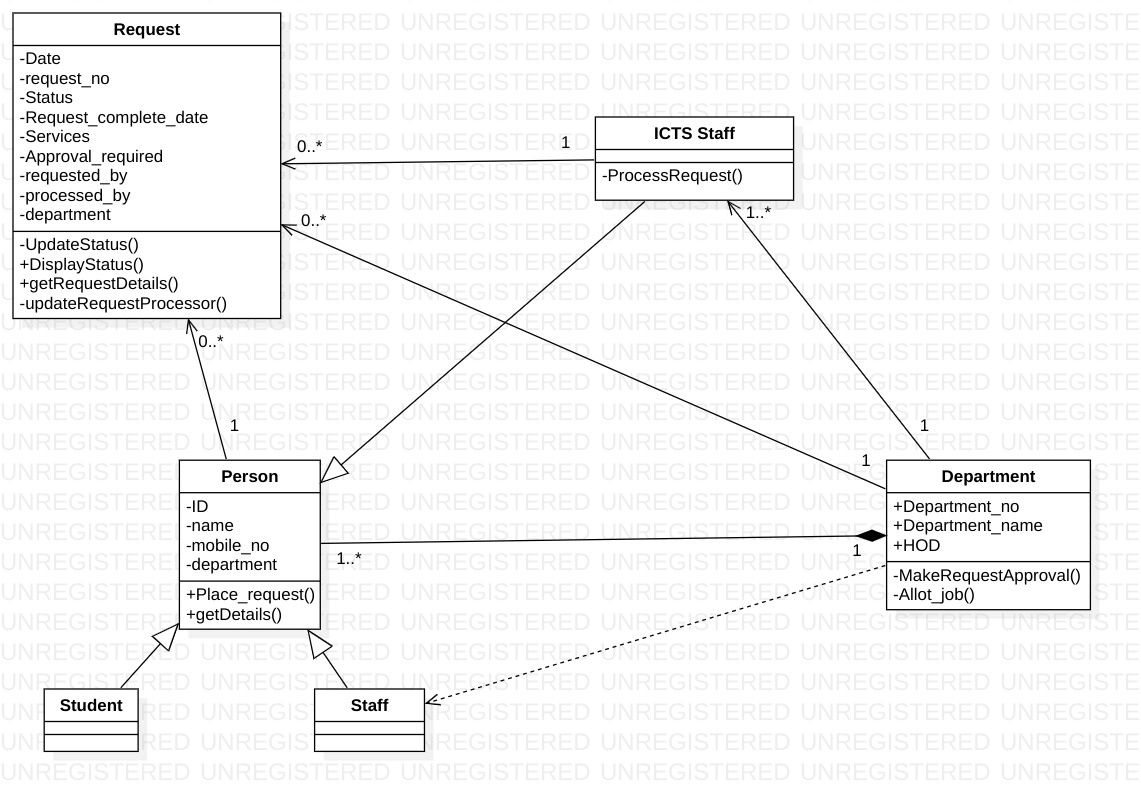 Request
-Date
-request_no
-Status
-Request_complete_date
-Services
-Approval_required
-requested_by
-processed_by
-department
-UpdateStatus()
+DisplayStatus()
+getRequestDetails()
-updateRequestProcessor()
0..*
1
ICTS Staff
-ProcessRequest()
0..*
1..*
0..*
1
1
1
Person
-ID
-name
-mobile_no
-department
+Place_request()
+getDetails()
1..*
1
Department
+Department_no
+Department_name
+HOD
-MakeRequestApproval()
-Allot_job()
Student
Staff
UNREGISTERED